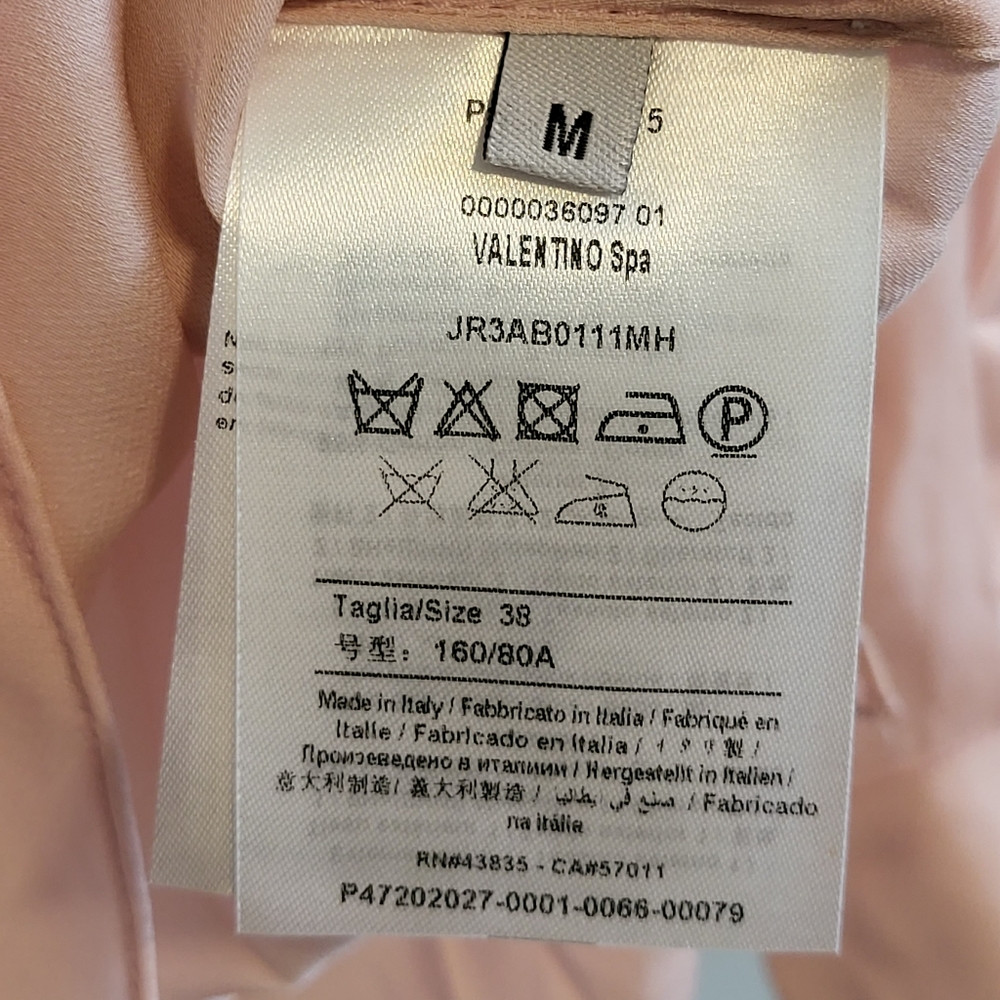 M
P 5
0000036097 01
VALENTINO Spa
JR3AB0111MH
P
Taglia/Size 38
号型: 160/80A
Made in Italy / Fabbricato in Italia / Fabriqué en
Italie / Fabricado en Italia / イタリ製 /
Произведено в италиии / Hergestellt in Italien /
意大利制造/ 義大利製造 / صنع في إيطاليا / Fabricado
na itália
RN#43835 - CA#57011
P47202027-0001-0066-00079